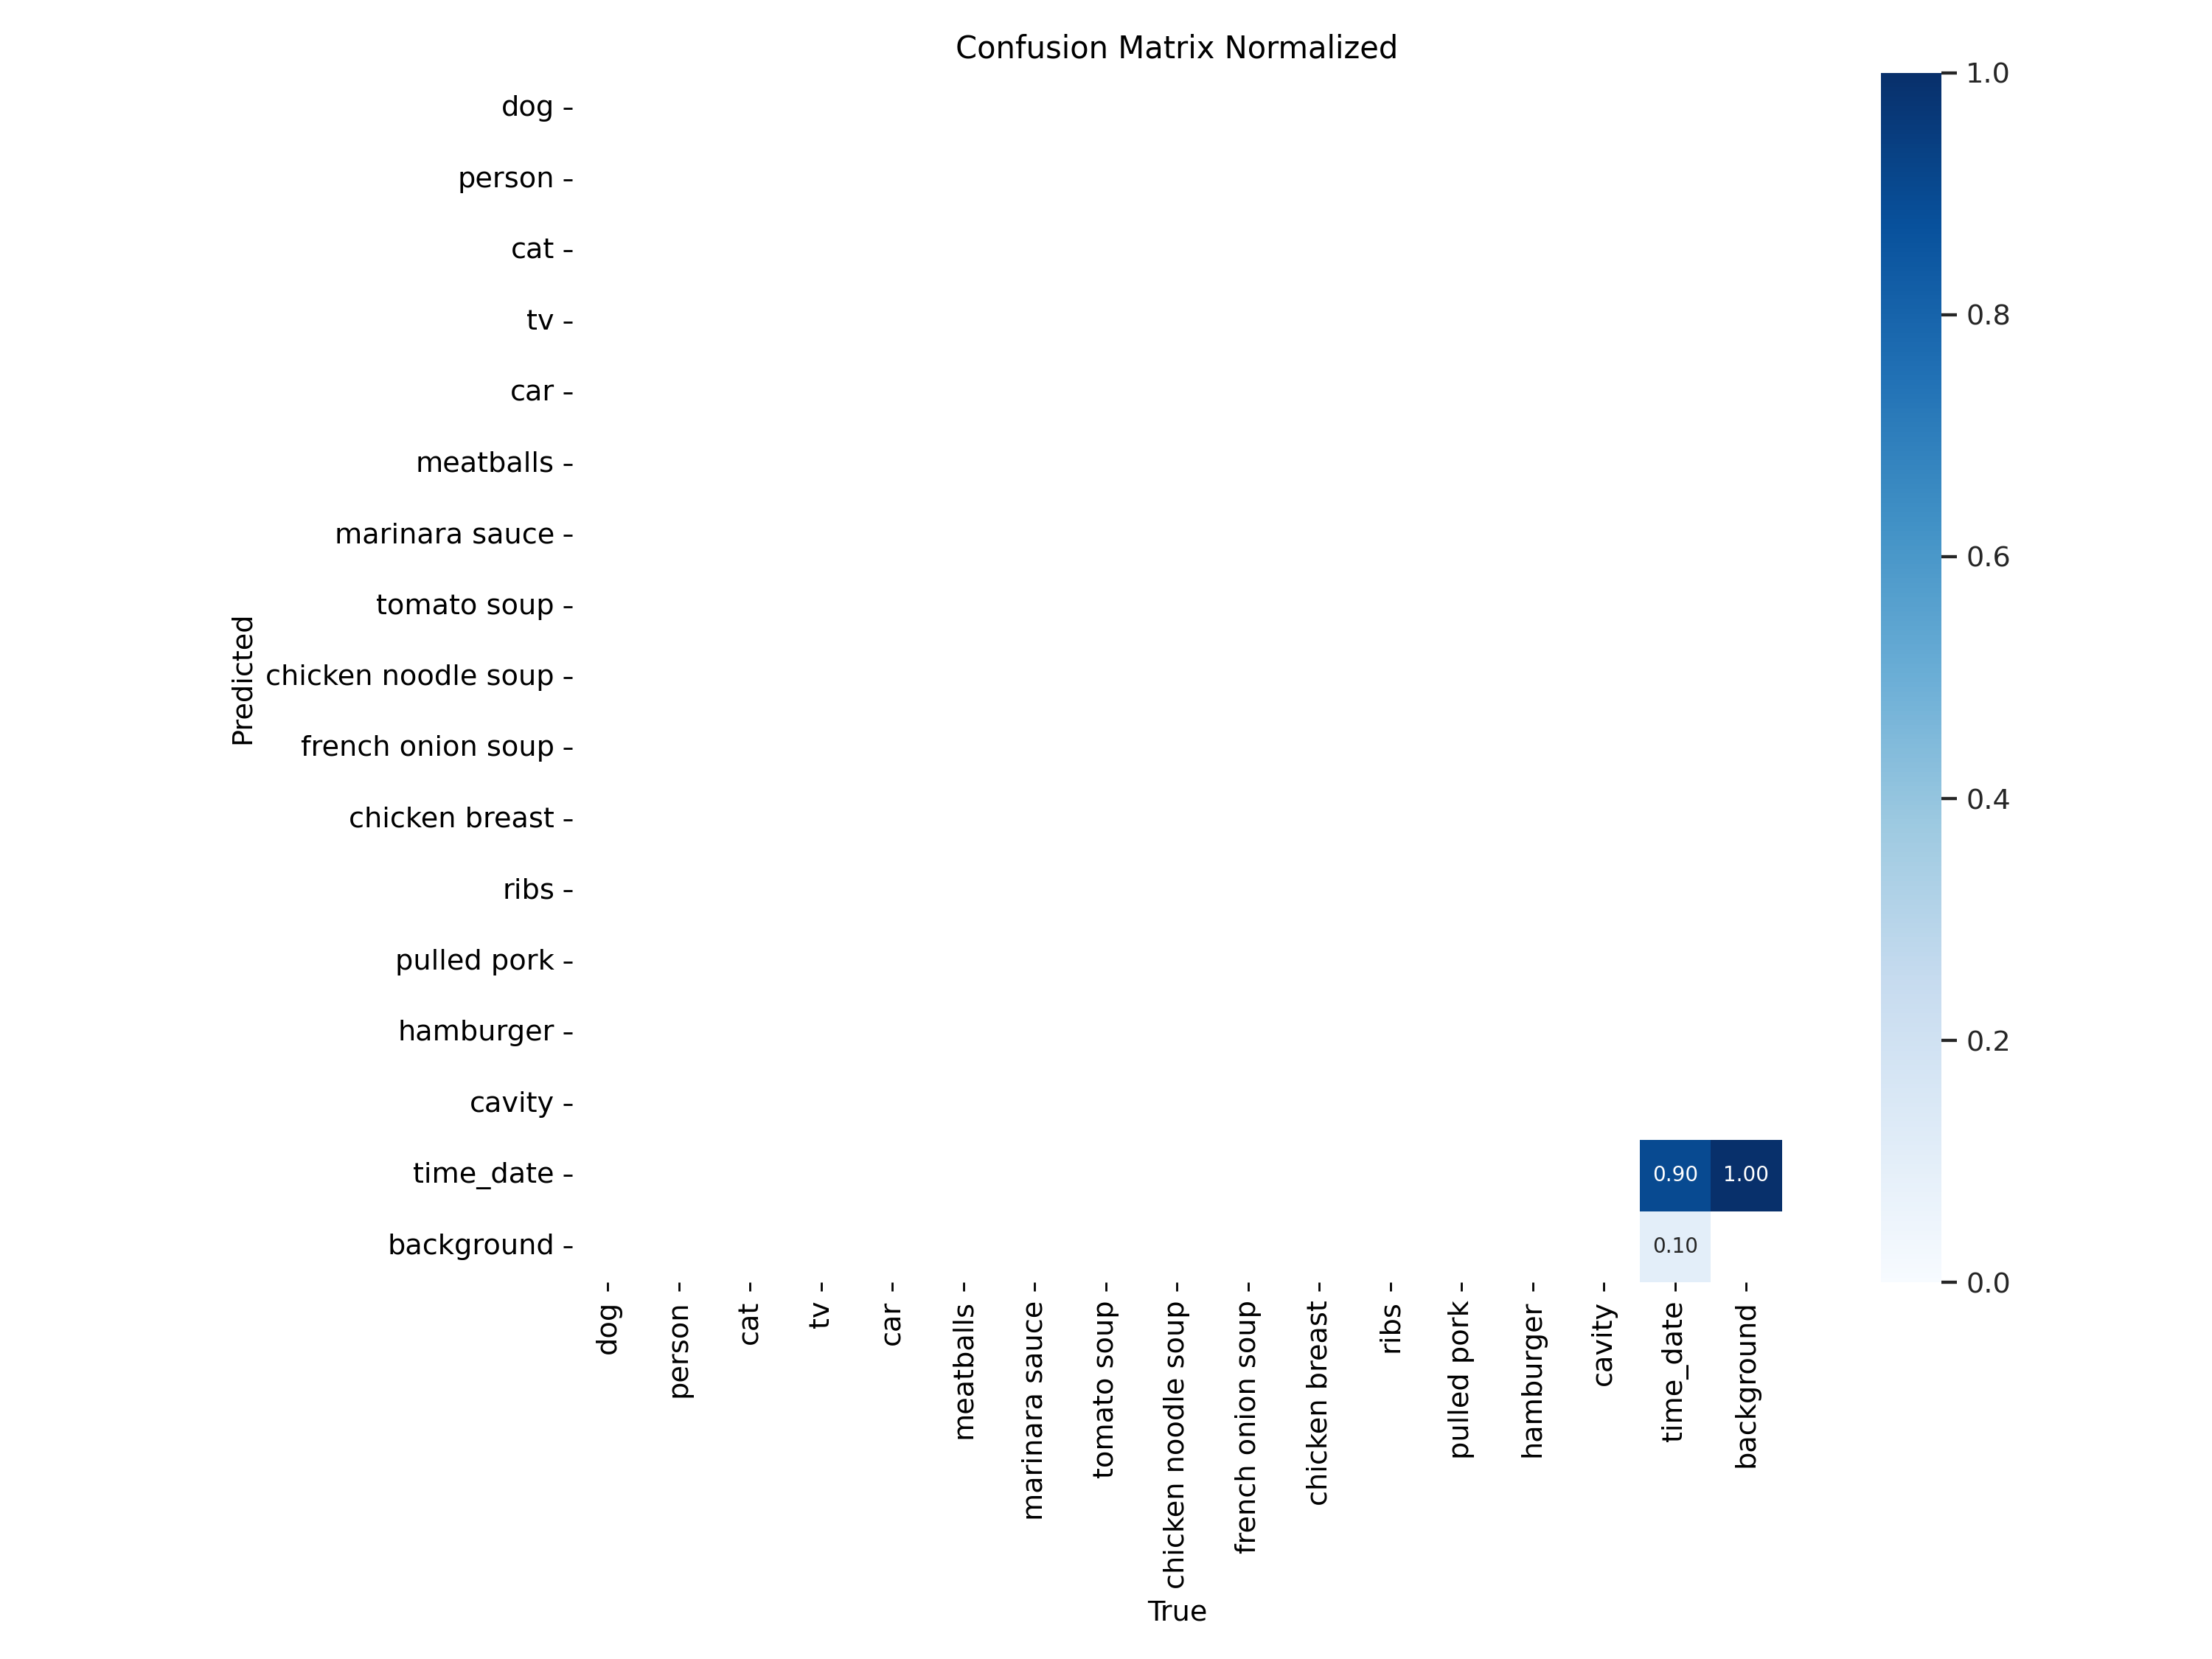 Confusion Matrix Normalized
Predicted
dog
person
cat
tv
car
meatballs
marinara sauce
tomato soup
chicken noodle soup
french onion soup
chicken breast
ribs
pulled pork
hamburger
cavity
time_date
background
0.90 1.00
0.10
dog
person
cat
tv
car
meatballs
marinara sauce
tomato soup
chicken noodle soup
french onion soup
chicken breast
ribs
pulled pork
hamburger
cavity
time_date
background
True
1.0
0.8
0.6
0.4
0.2
0.0